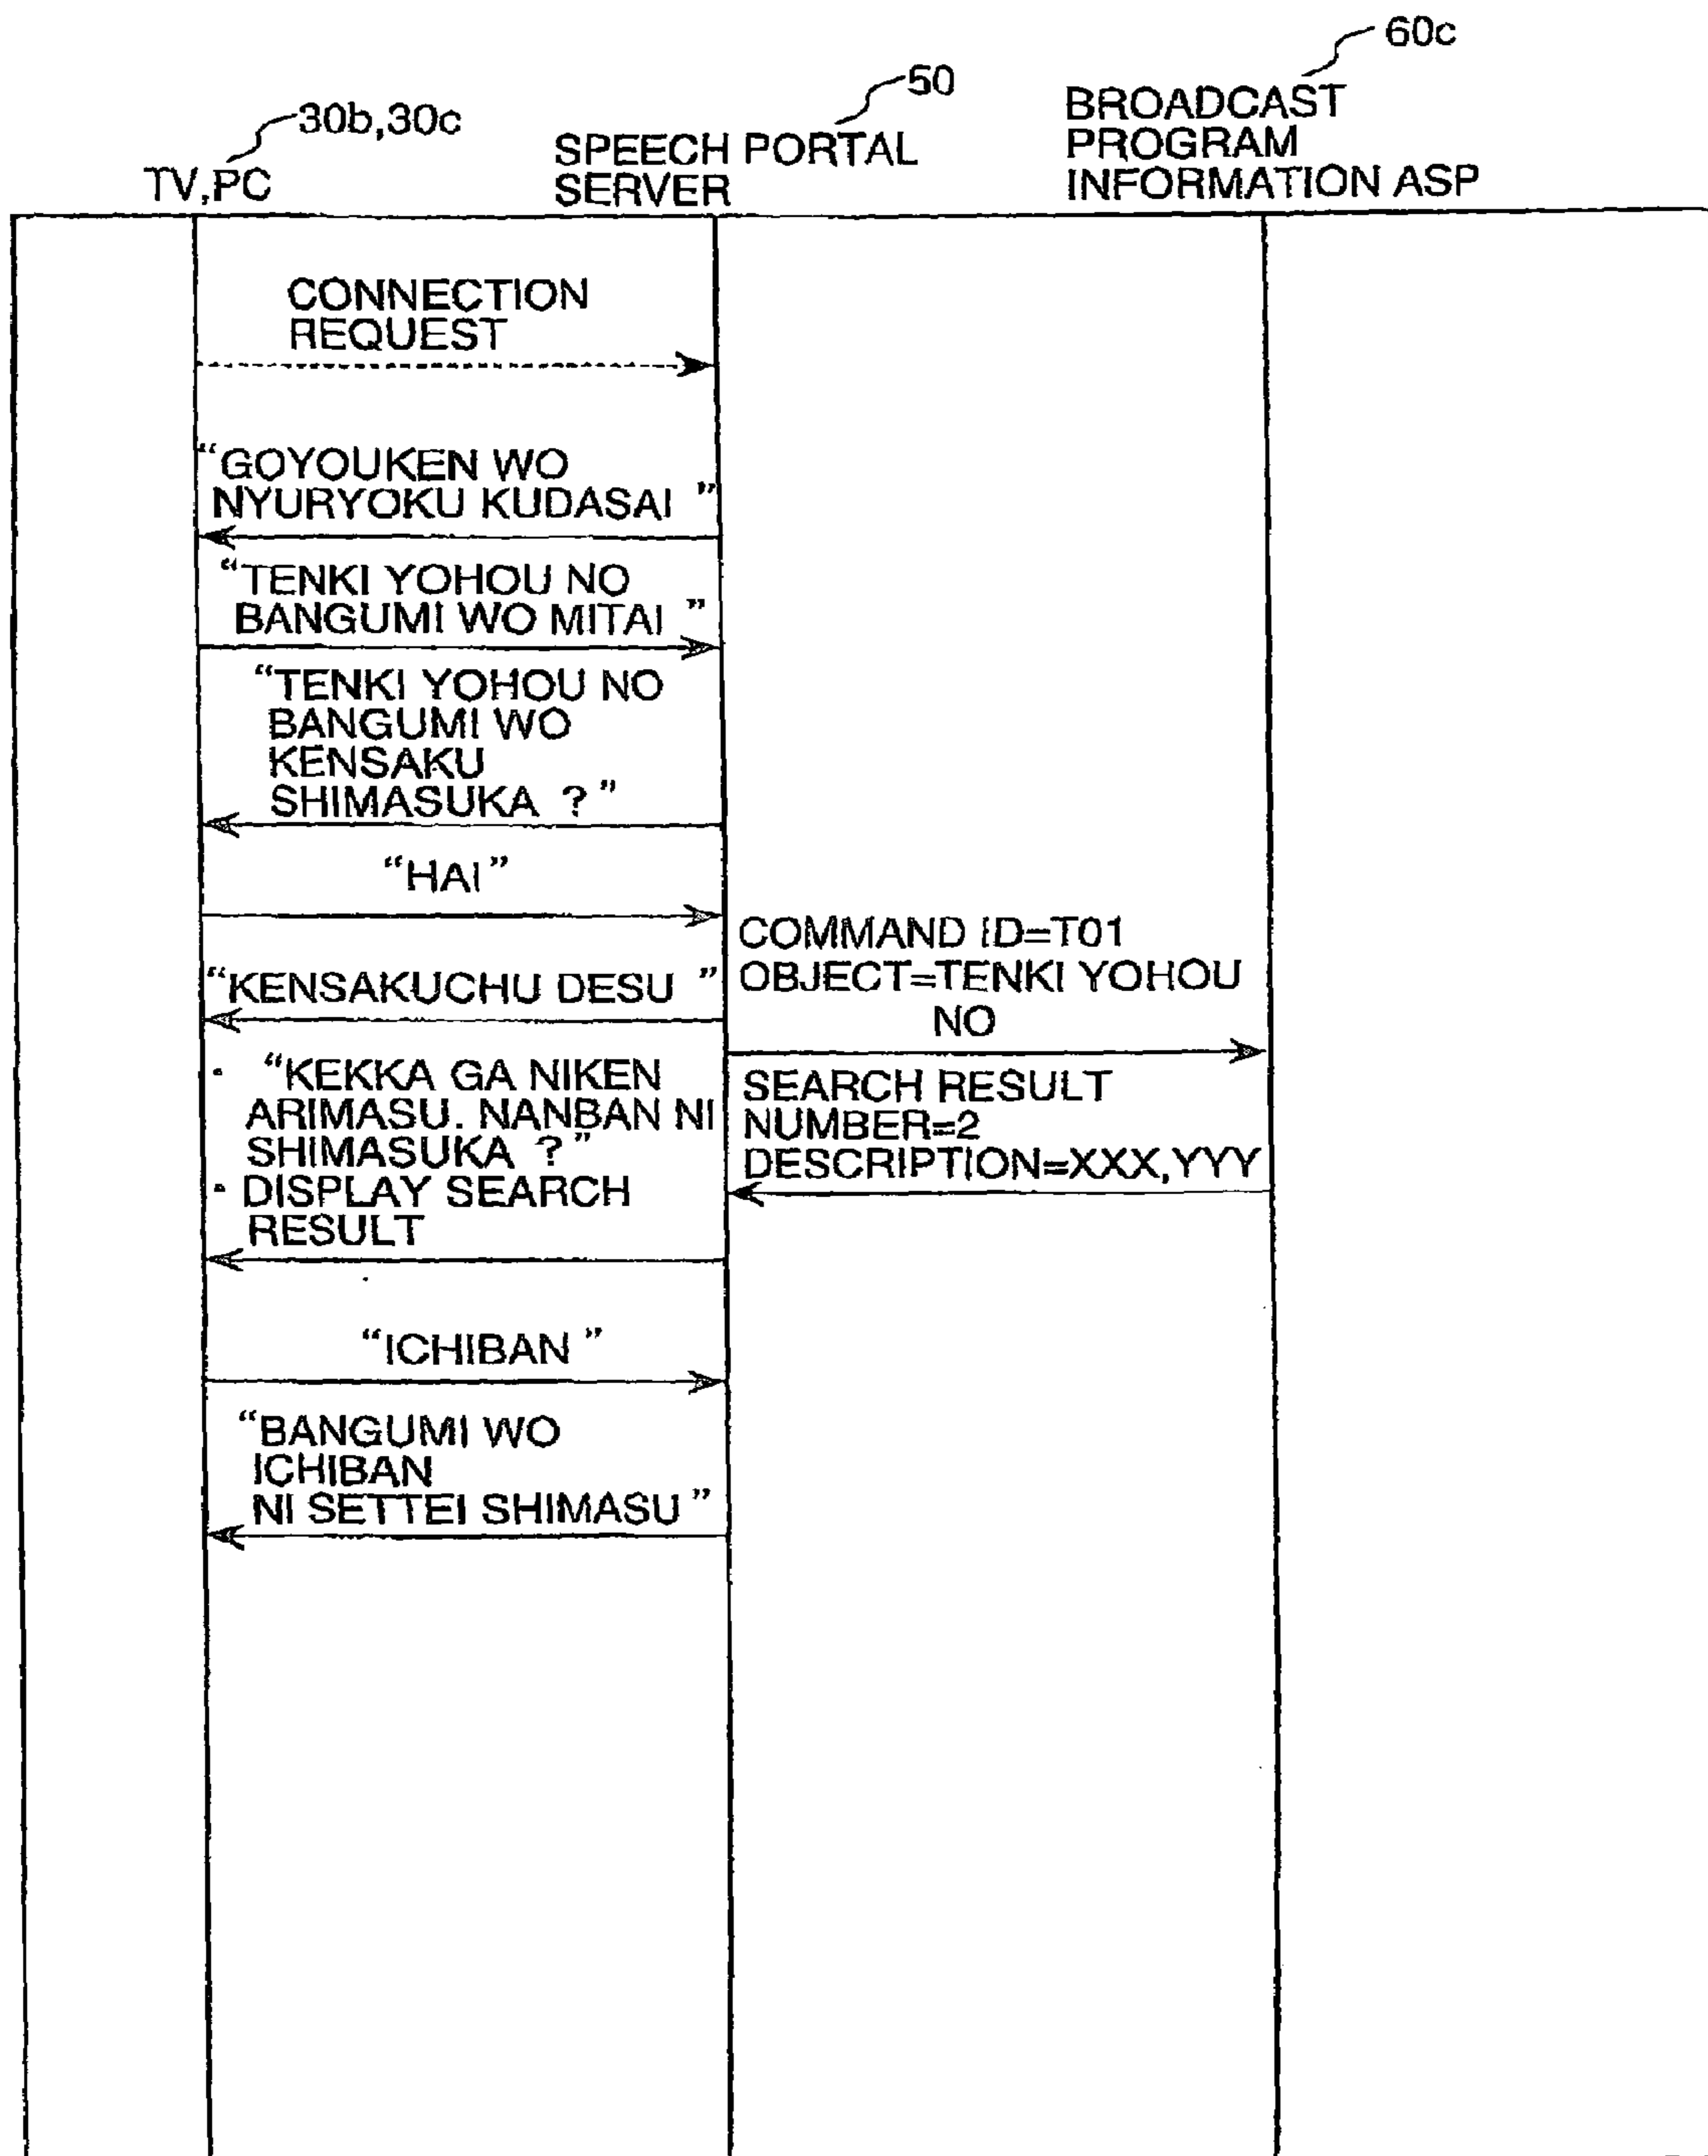 60c
50
BROADCAST
PROGRAM
INFORMATION ASP
30b,30c
SPEECH PORTAL
SERVER
TV,PC
CONNECTION
REQUEST
“GOYOUKEN WO
NYURYOKU KUDASAI ”
“TENKI YOHOU NO
BANGUMI WO MITAI ”
“TENKI YOHOU NO
BANGUMI WO
KENSAKU
SHIMASUKA ?”
“HAI”
COMMAND ID=T01
OBJECT=TENKI YOHOU
NO
“KENSAKUCHU DESU ”
· “KEKKA GA NIKEN
ARIMASU. NANBAN NI
SHIMASUKA ?”
· DISPLAY SEARCH
RESULT
SEARCH RESULT
NUMBER=2
DESCRIPTION=XXX,YYY
“ICHIBAN ”
“BANGUMI WO
ICHIBAN
NI SETTEI SHIMASU ”